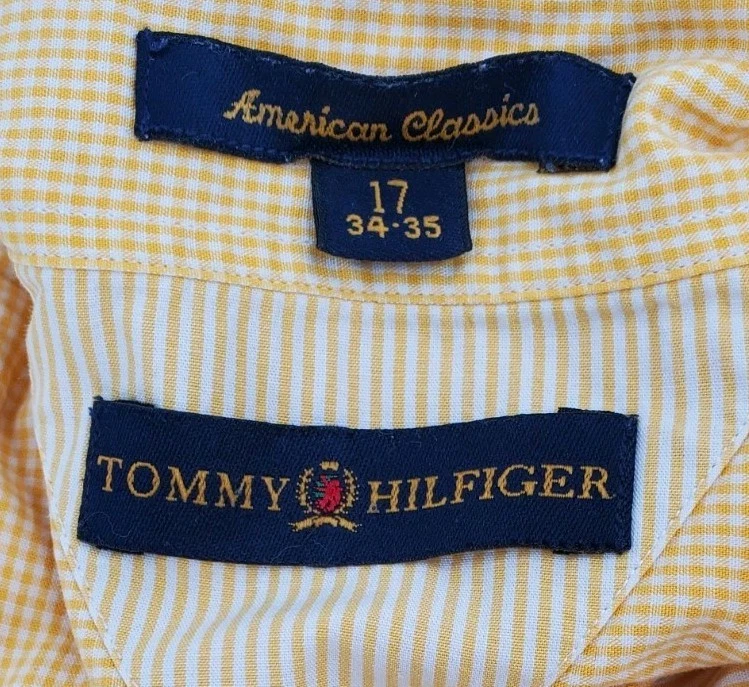 American Classics
17
34·35
TOMMY HILFIGER